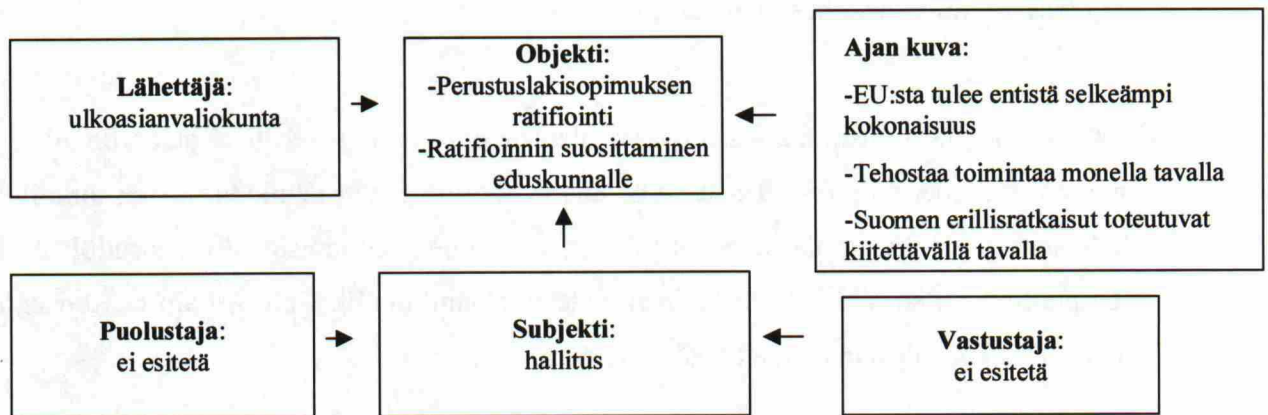 Lähettäjä:
ulkoasianvaliokunta
Objekti:
-Perustuslakisopimuksen
ratifiointi
-Ratifioinnin suosittaminen
eduskunnalle
Ajan kuva:
-EU:sta tulee entistä selkeämpi
kokonaisuus
-Tehostaa toimintaa monella tavalla
-Suomen erillisratkaisut toteutuvat
kiitettävällä tavalla
Puolustaja:
ei esitetä
Subjekti:
hallitus
Vastustaja:
ei esitetä